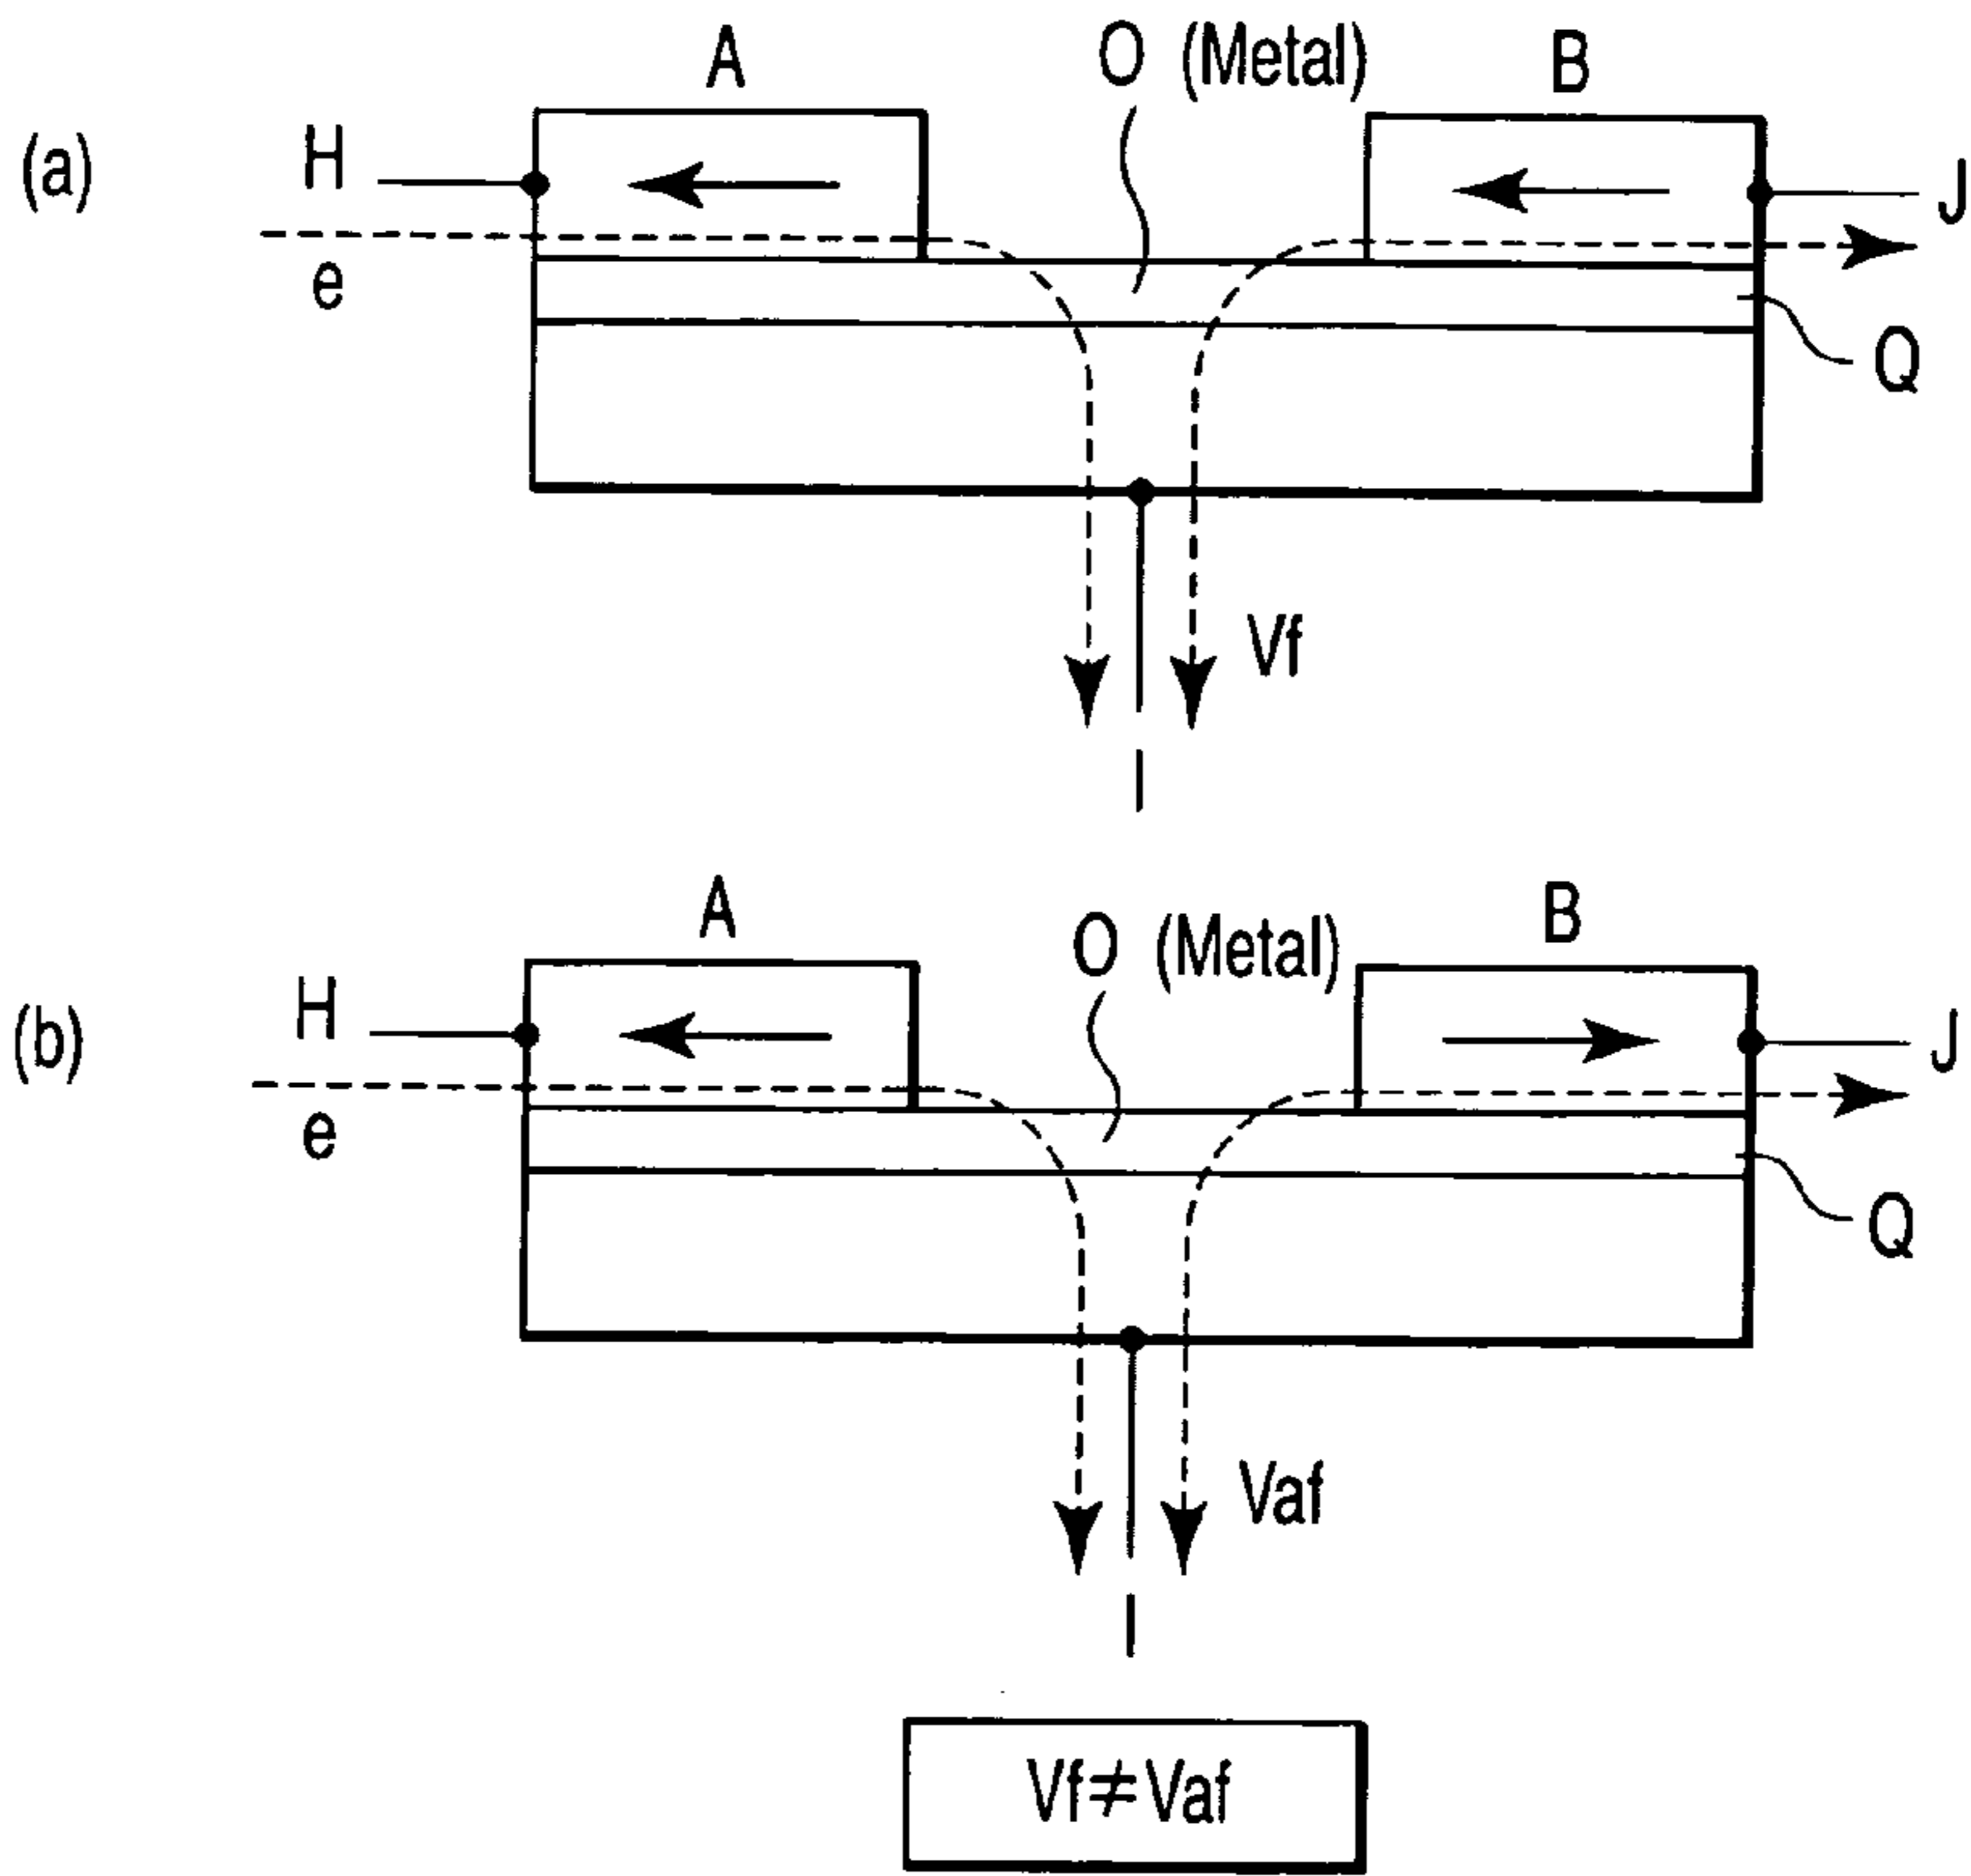 A
O (Metal)
B
(a)
H
J
e
Q
Vf
I
A
O (Metal)
B
(b)
H
J
e
Q
Vaf
I
Vf≠Vaf